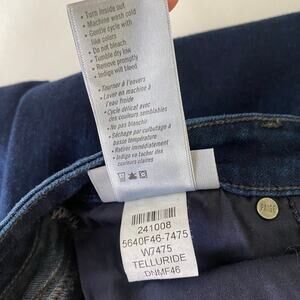 • Turn inside out
• Machine wash cold
• Gentle cycle with
like colors
• Do not bleach
• Tumble dry low
• Remove promptly
• Indigo will bleed
• Tourner à l'envers
• Laver en machine à
l'eau froide
• Cycle délicat avec
des couleurs semblables
• Ne pas blanchir
• Séchage par culbutage à
basse température
• Retirer immédiatement
• Indigo va tacher des
couleurs claires
241008
5640F46-7475
W7475
TELLURIDE
DNMF46
PAIGE